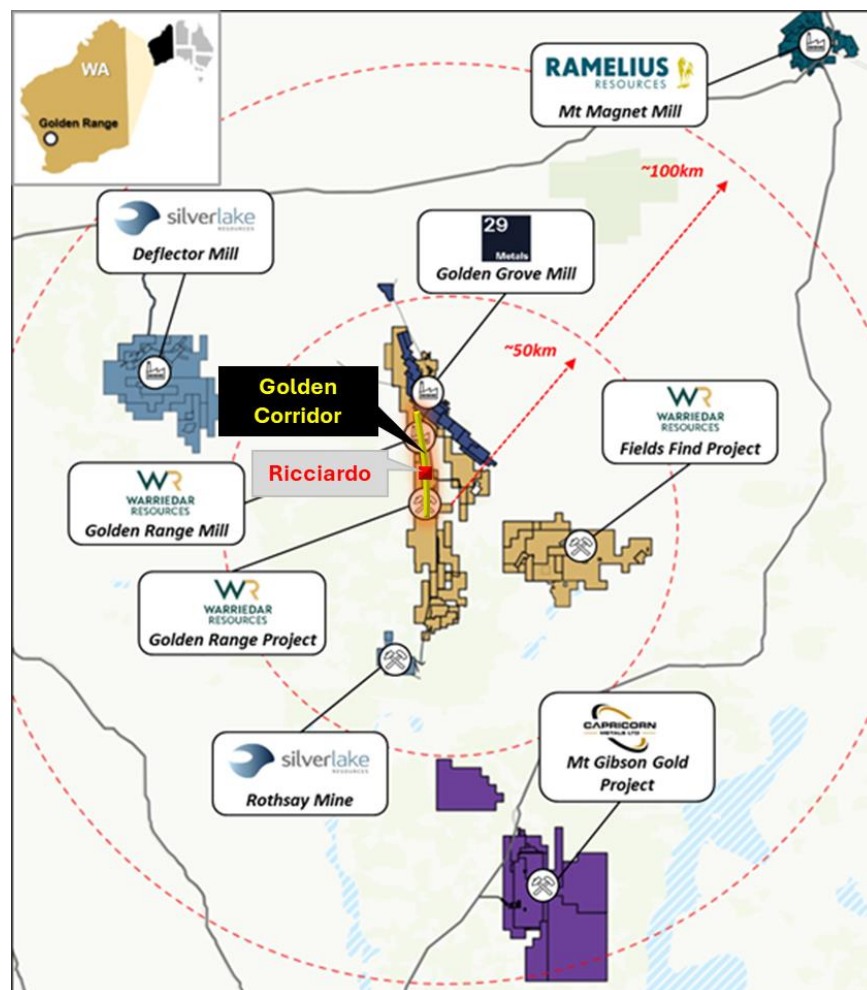 WA
Golden Range
RAMELIUS
RESOURCES
Mt Magnet Mill
~100km
silverlake
RESOURCES
Deflector Mill
29
Metals
Golden Grove Mill
~50km
Golden
Corridor
WR
WARRIEDAR
RESOURCES
Fields Find Project
Ricciardo
WR
WARRIEDAR
RESOURCES
Golden Range Mill
WR
WARRIEDAR
RESOURCES
Golden Range Project
CAPRICORN
METALS LTD
Mt Gibson Gold
Project
silverlake
RESOURCES
Rothsay Mine